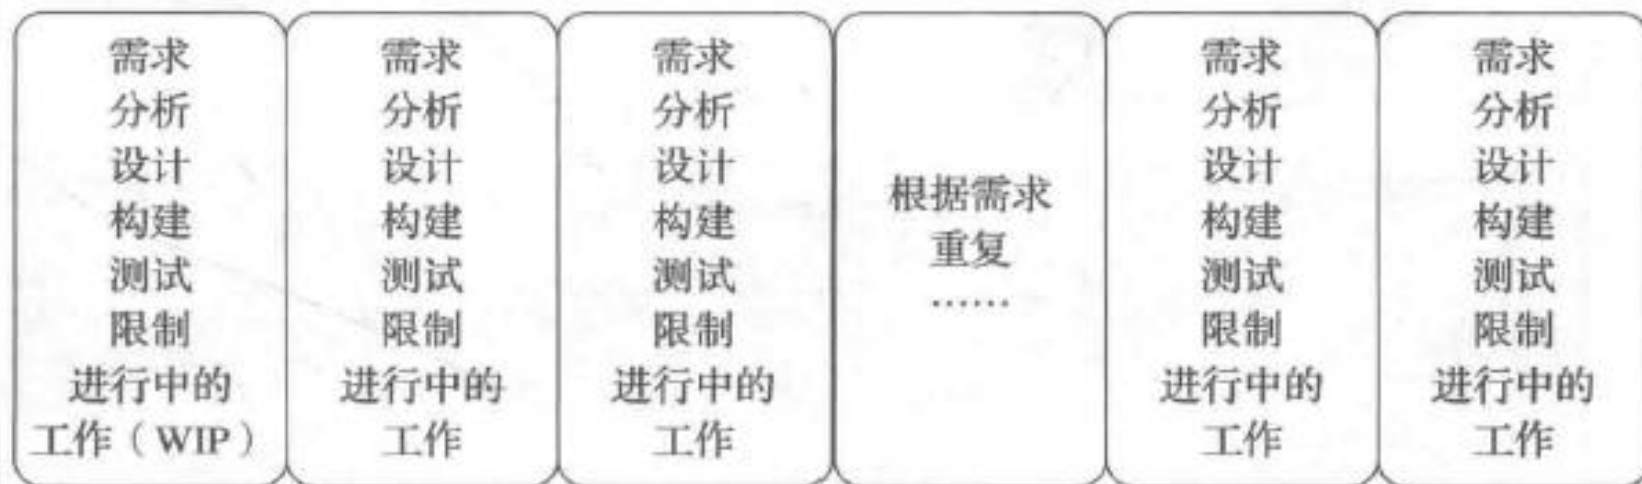 需求
分析
设计
构建
测试
限制
进行中的
工作（WIP）
需求
分析
设计
构建
测试
限制
进行中的
工作
需求
分析
设计
构建
测试
限制
进行中的
工作
根据需求
重复
……
需求
分析
设计
构建
测试
限制
进行中的
工作
需求
分析
设计
构建
测试
限制
进行中的
工作